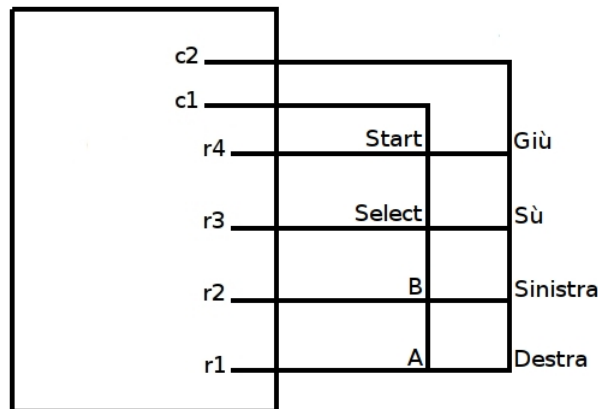 c2
c1
r4 Start Giù
r3 Select Sù
r2 B Sinistra
r1 A Destra